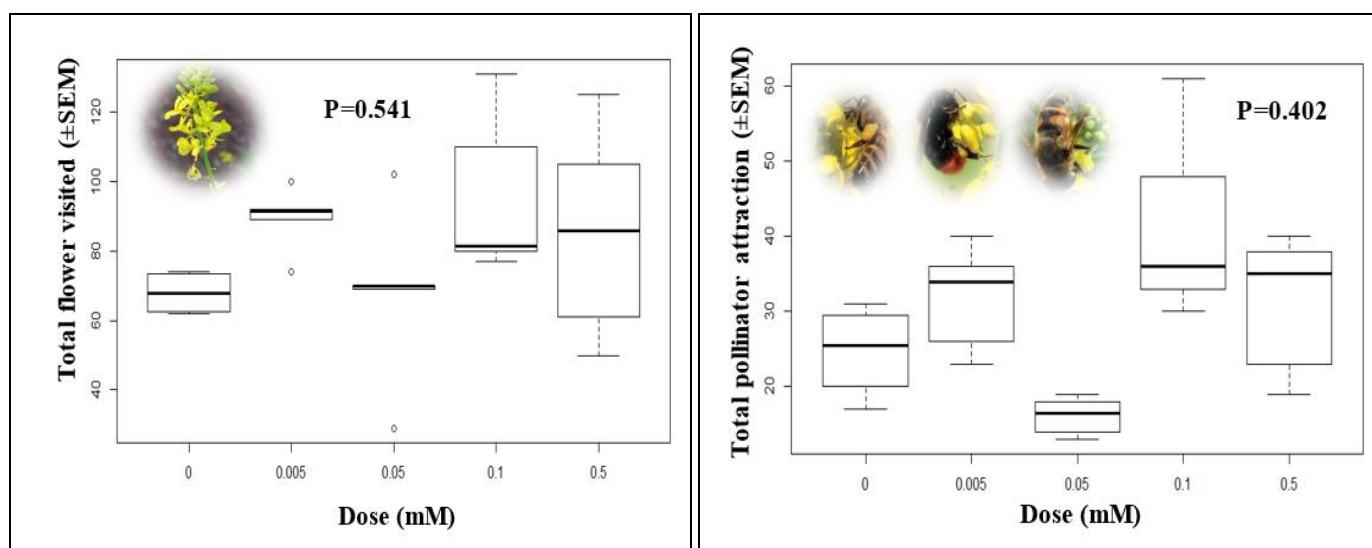 Total flower visited (±SEM)
120
100
80
60
40
P=0.541
0 0.005 0.05 0.1 0.5
Dose (mM)
Total pollinator attraction (±SEM)
60
50
40
30
20
P=0.402
0 0.005 0.05 0.1 0.5
Dose (mM)